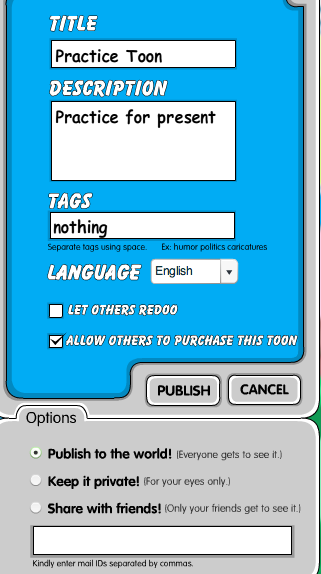 TITLE
Practice Toon
DESCRIPTION
Practice for present
TAGS
nothing
Separate tags using space. Ex: humor politics caricatures
LANGUAGE English
LET OTHERS REDOO
ALLOW OTHERS TO PURCHASE THIS TOON
PUBLISH CANCEL
Options
Publish to the world! (Everyone gets to see it.)
Keep it private! (For your eyes only.)
Share with friends! (Only your friends get to see it.)
Kindly enter mail IDs separated by commas.